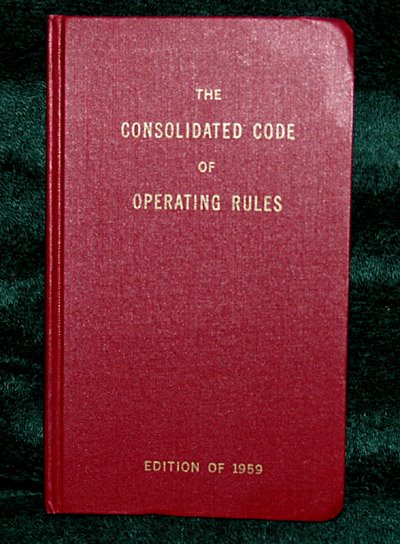 THE
CONSOLIDATED CODE
OF
OPERATING RULES
EDITION OF 1959